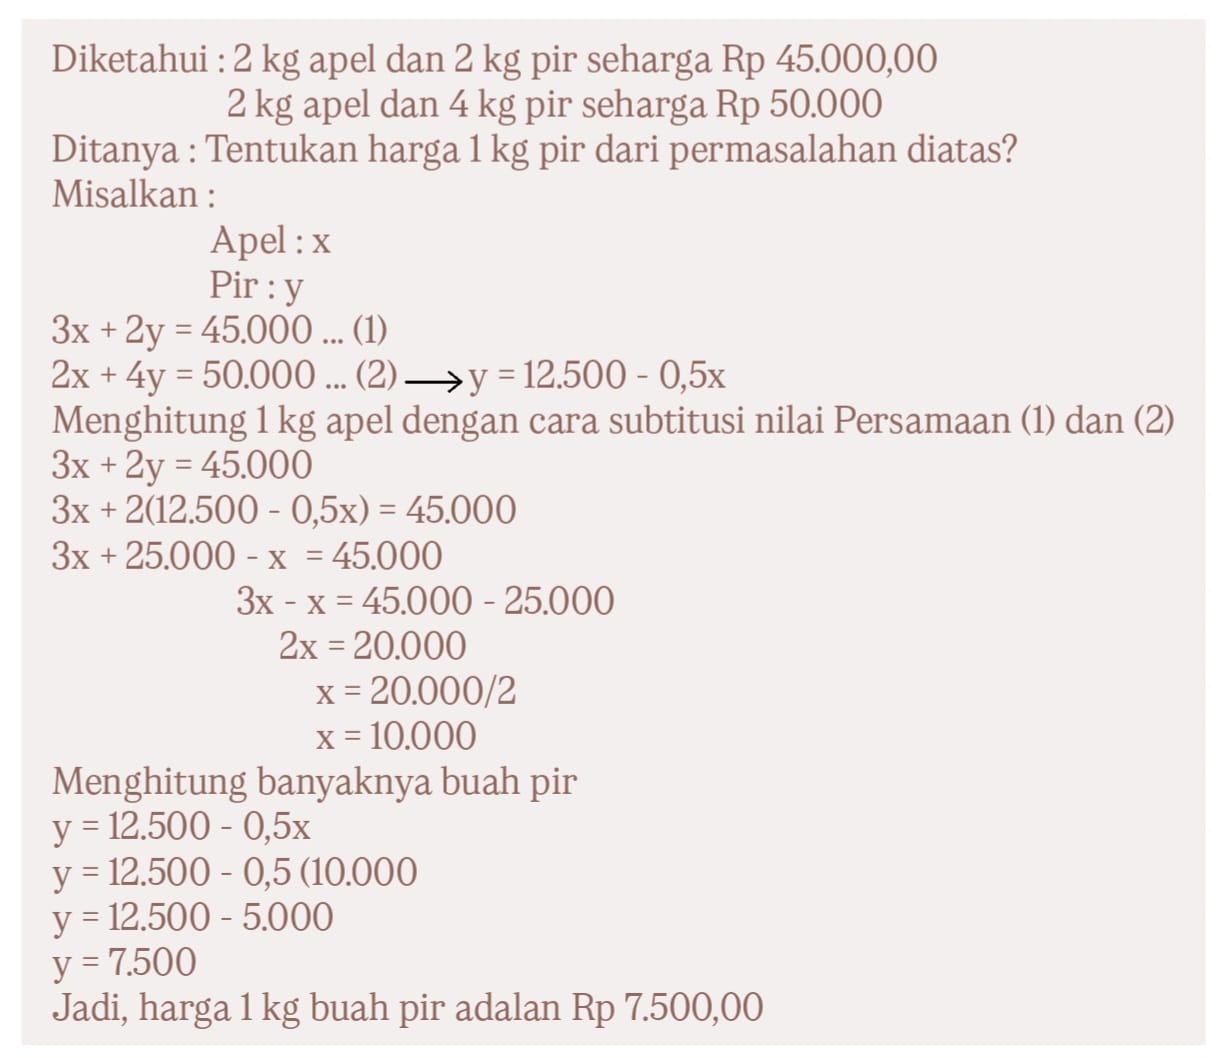 Diketahui : 2 kg apel dan 2 kg pir seharga Rp 45.000,00
2 kg apel dan 4 kg pir seharga Rp 50.000
Ditanya : Tentukan harga 1 kg pir dari permasalahan diatas?
Misalkan :
Apel : x
Pir : y
3x + 2y = 45.000 ... (1)
2x + 4y = 50.000 ... (2) ⟶ y = 12.500 - 0,5x
Menghitung 1 kg apel dengan cara subtitusi nilai Persamaan (1) dan (2)
3x + 2y = 45.000
3x + 2(12.500 - 0,5x) = 45.000
3x + 25.000 - x = 45.000
3x - x = 45.000 - 25.000
2x = 20.000
x = 20.000/2
x = 10.000
Menghitung banyaknya buah pir
y = 12.500 - 0,5x
y = 12.500 - 0,5 (10.000
y = 12.500 - 5.000
y = 7.500
Jadi, harga 1 kg buah pir adalan Rp 7.500,00